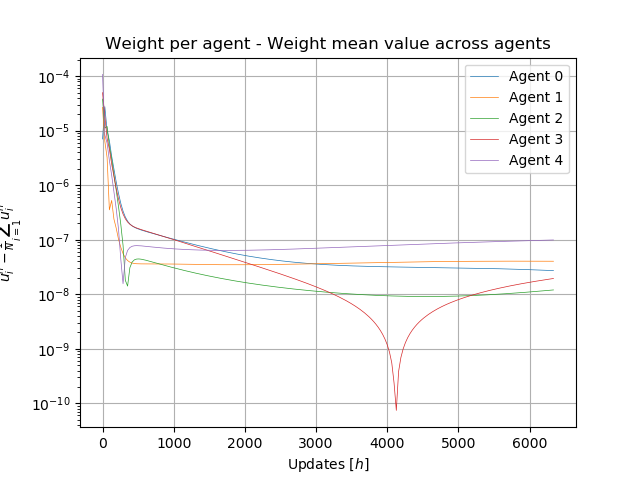 Weight per agent - Weight mean value across agents
10⁻⁴
10⁻⁵
10⁻⁶
10⁻⁷
10⁻⁸
10⁻⁹
10⁻¹⁰
Agent 0
Agent 1
Agent 2
Agent 3
Agent 4
0 1000 2000 3000 4000 5000 6000
Updates [h]